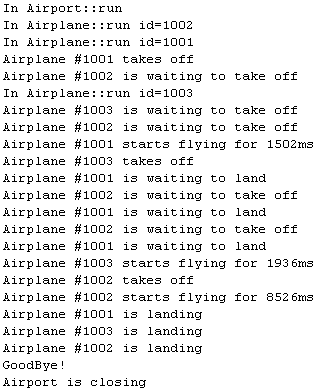 In Airport::run
In Airplane::run id=1002
In Airplane::run id=1001
Airplane #1001 takes off
Airplane #1002 is waiting to take off
In Airplane::run id=1003
Airplane #1003 is waiting to take off
Airplane #1002 is waiting to take off
Airplane #1001 starts flying for 1502ms
Airplane #1003 takes off
Airplane #1001 is waiting to land
Airplane #1002 is waiting to take off
Airplane #1001 is waiting to land
Airplane #1002 is waiting to take off
Airplane #1001 is waiting to land
Airplane #1003 starts flying for 1936ms
Airplane #1002 takes off
Airplane #1002 starts flying for 8526ms
Airplane #1001 is landing
Airplane #1003 is landing
Airplane #1002 is landing
GoodBye!
Airport is closing